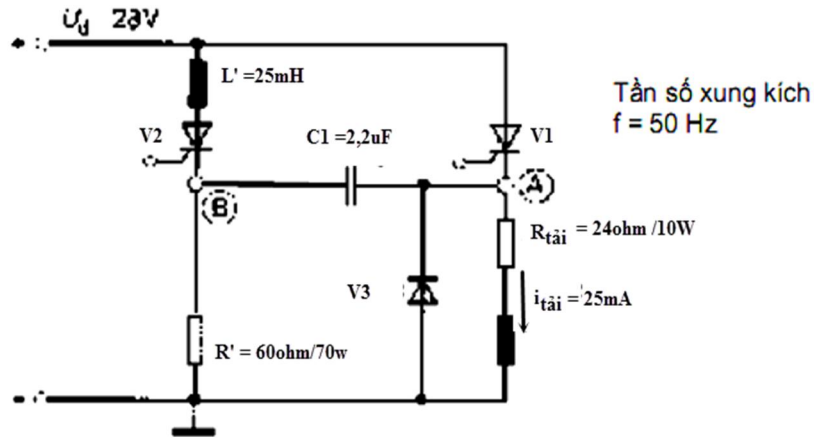 U_d 28V
L' =25mH
V2
C1 =2,2uF
V1
Tần số xung kích
f = 50 Hz
B
A
R_tải = 24ohm /10W
V3
i_tải = 25mA
R' = 60ohm/70w